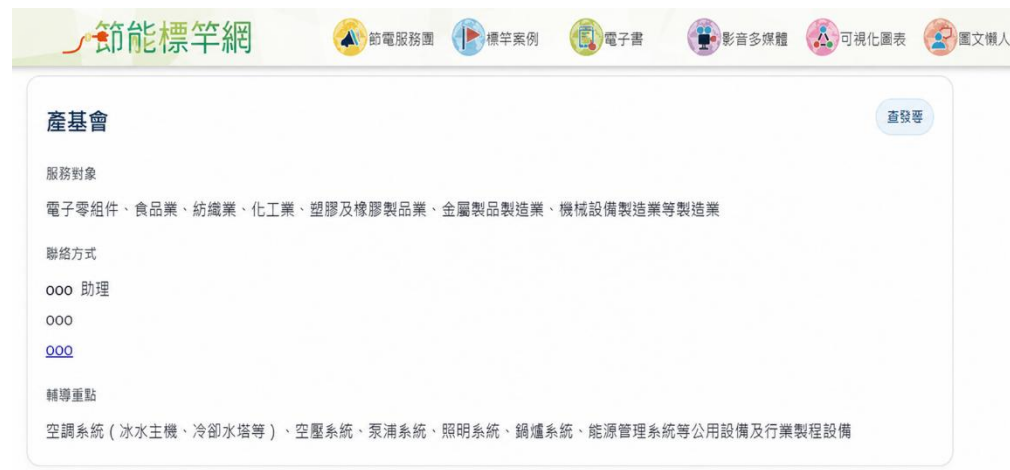 節能標竿網
節電服務團
標竿案例
電子書
影音多媒體
可視化圖表
圖文懶人
產基會
服務對象
電子零組件、食品業、紡織業、化工業、塑膠及橡膠製品業、金屬製品製造業、機械設備製造業等製造業
聯絡方式
ooo 助理
ooo
ooo
輔導重點
空調系統(冰水主機、冷卻水塔等)、空壓系統、泵浦系統、照明系統、鍋爐系統、能源管理系統等公用設備及行業製程設備